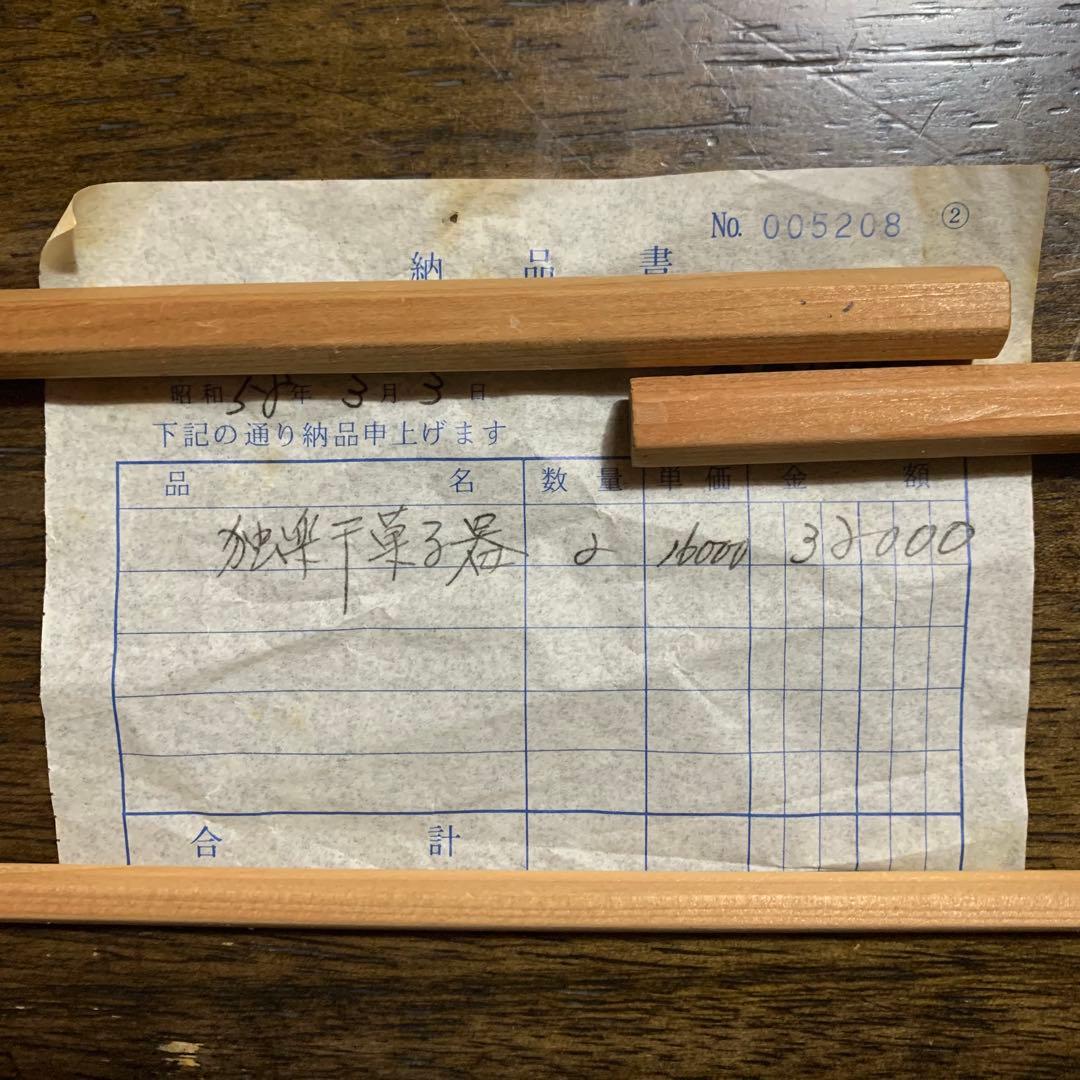 No. 005208 ②
納品書
昭和52年3月3日
下記の通り納品申上げます
品名 数量 単価 金額
独楽干菓子器 2 16000 32000
合計